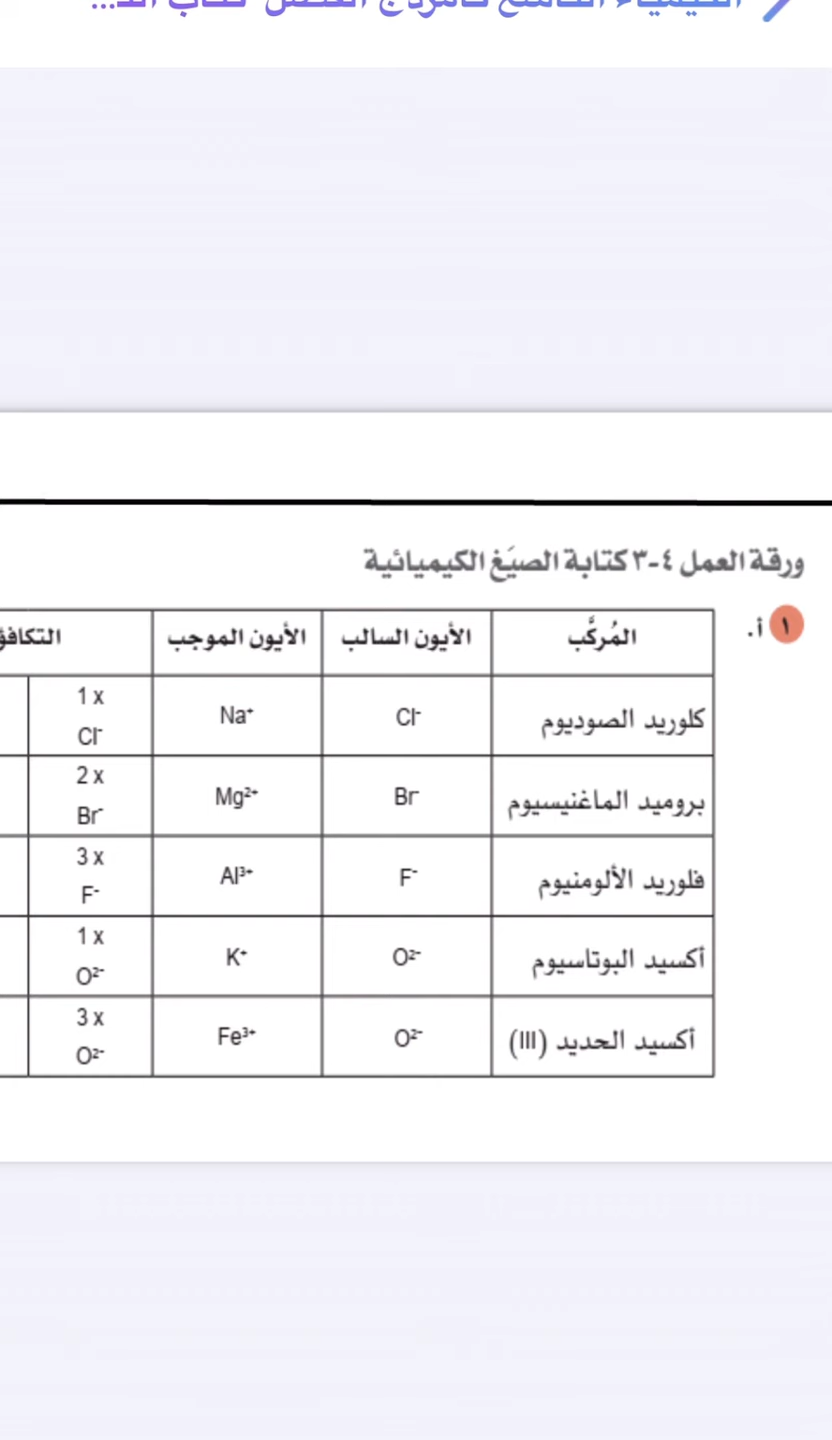 ورقة العمل ٤-٣ كتابة الصيَغ الكيميائية
١ أ.
المُركَّب الأيون السالب الأيون الموجب
كلوريد الصوديوم Cl⁻ Na⁺ 1 x Cl⁻
بروميد الماغنيسيوم Br⁻ Mg²⁺ 2 x Br⁻
فلوريد الألومنيوم F⁻ Al³⁺ 3 x F⁻
أكسيد البوتاسيوم O²⁻ K⁺ 1 x O²⁻
أكسيد الحديد (III) O²⁻ Fe³⁺ 3 x O²⁻